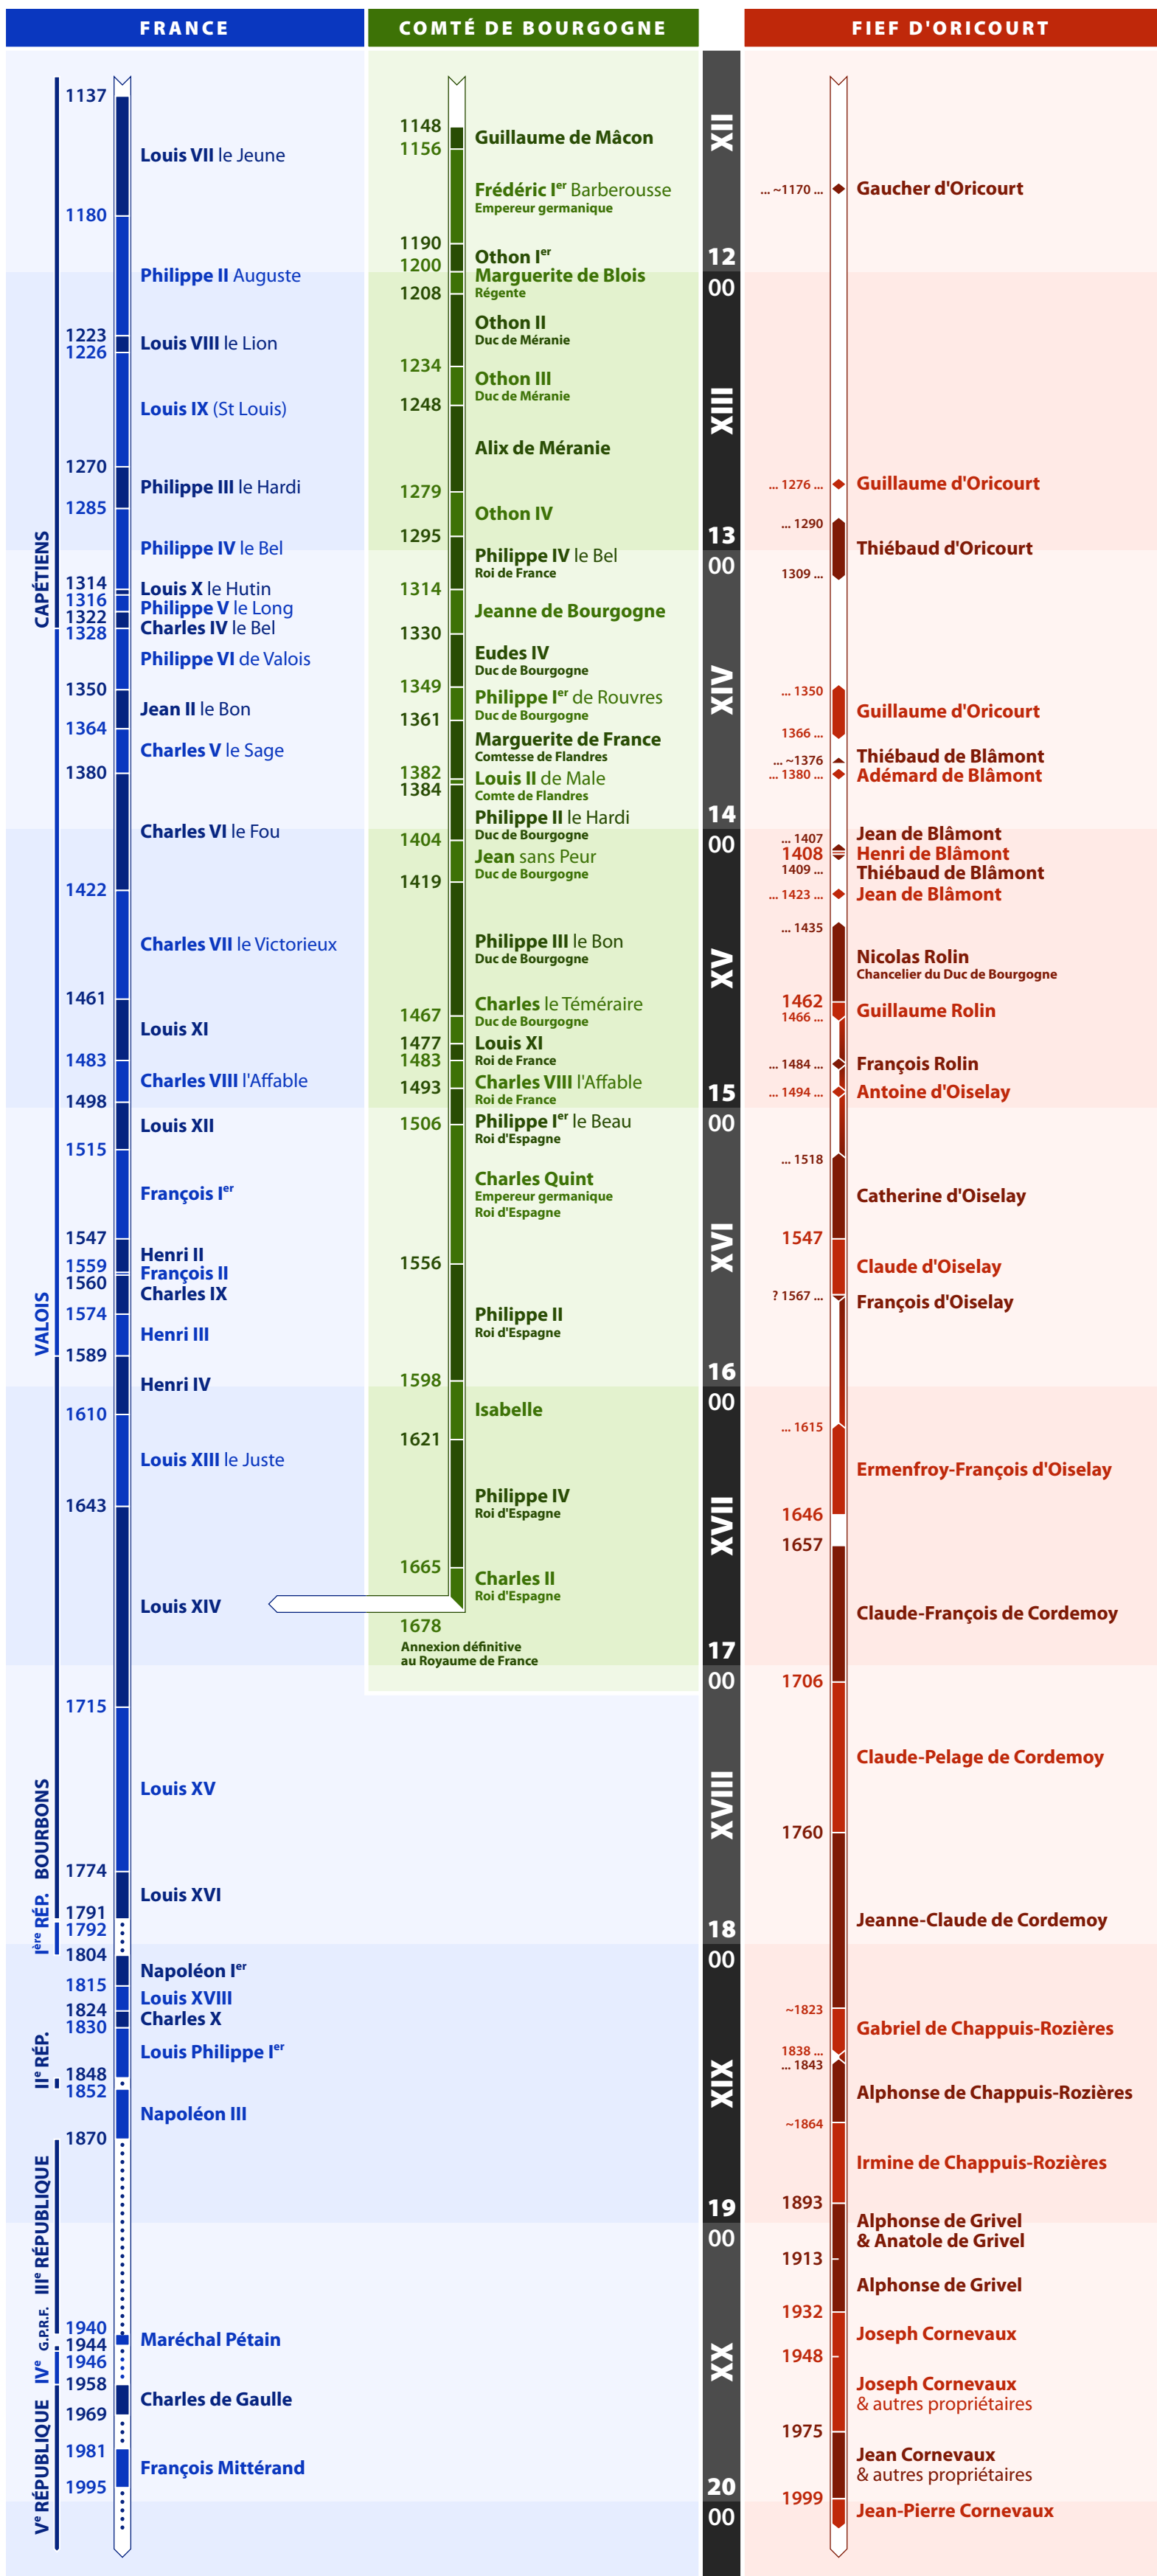 FRANCE
1137
Louis VII le Jeune
1180
Philippe II Auguste
1223
Louis VIII le Lion
1226
Louis IX (St Louis)
1270
Philippe III le Hardi
1285
Philippe IV le Bel
1314
Louis X le Hutin
1316
Philippe V le Long
1322
Charles IV le Bel
1328
Philippe VI de Valois
1350
Jean II le Bon
1364
Charles V le Sage
1380
Charles VI le Fou
1422
Charles VII le Victorieux
1461
Louis XI
1483
Charles VIII l'Affable
1498
Louis XII
1515
François Ier
1547
Henri II
1559
François II
1560
Charles IX
1574
Henri III
1589
Henri IV
1610
Louis XIII le Juste
1643
Louis XIV
1715
Louis XV
1774
Louis XVI
1791
1792
1804
Napoléon Ier
1815
Louis XVIII
1824
Charles X
1830
Louis Philippe Ier
1848
1852
Napoléon III
1870
1940
Maréchal Pétain
1944
1946
1958
Charles de Gaulle
1969
1981
François Mittérand
1995
CAPÉTIENS
VALOIS
BOURBONS
Ière RÉP.
IIe RÉP.
IIIe RÉPUBLIQUE
G.P.R.F.
IVe
Ve RÉPUBLIQUE
COMTÉ DE BOURGOGNE
1148
Guillaume de Mâcon
1156
Frédéric Ier Barberousse
Empereur germanique
1190
Othon Ier
1200
Marguerite de Blois
Régente
1208
Othon II
Duc de Méranie
1234
Othon III
Duc de Méranie
1248
Alix de Méranie
1279
Othon IV
1295
Philippe IV le Bel
Roi de France
1314
Jeanne de Bourgogne
1330
Eudes IV
Duc de Bourgogne
1349
Philippe Ier de Rouvres
Duc de Bourgogne
1361
Marguerite de France
Comtesse de Flandres
1382
Louis II de Male
Comte de Flandres
1384
Philippe II le Hardi
Duc de Bourgogne
1404
Jean sans Peur
Duc de Bourgogne
1419
Philippe III le Bon
Duc de Bourgogne
Charles le Téméraire
1467
Duc de Bourgogne
1477
Louis XI
Roi de France
1483
Charles VIII l'Affable
Roi de France
1493
Philippe Ier le Beau
Roi d'Espagne
1506
Charles Quint
Empereur germanique
Roi d'Espagne
1556
Philippe II
Roi d'Espagne
1598
Isabelle
1621
Philippe IV
Roi d'Espagne
1665
Charles II
Roi d'Espagne
1678
Annexion définitive
au Royaume de France
XII
12
00
XIII
13
00
XIV
14
00
XV
15
00
XVI
16
00
XVII
17
00
XVIII
18
00
XIX
19
00
XX
20
00
FIEF D'ORICOURT
... ~1170 ...
Gaucher d'Oricourt
... 1276 ...
Guillaume d'Oricourt
... 1290
Thiébaud d'Oricourt
1309 ...
... 1350
Guillaume d'Oricourt
1366 ...
... ~1376
Thiébaud de Blâmont
... 1380 ...
Adémard de Blâmont
... 1407
Jean de Blâmont
1408
Henri de Blâmont
1409 ...
Thiébaud de Blâmont
... 1423 ...
Jean de Blâmont
... 1435
Nicolas Rolin
Chancelier du Duc de Bourgogne
1462
Guillaume Rolin
1466 ...
... 1484 ...
François Rolin
... 1494 ...
Antoine d'Oiselay
... 1518
Catherine d'Oiselay
1547
Claude d'Oiselay
? 1567 ...
François d'Oiselay
... 1615
Ermenfroy-François d'Oiselay
1646
1657
Claude-François de Cordemoy
1706
Claude-Pelage de Cordemoy
1760
Jeanne-Claude de Cordemoy
~1823
Gabriel de Chappuis-Rozières
1838 ...
... 1843
Alphonse de Chappuis-Rozières
~1864
Irmine de Chappuis-Rozières
1893
Alphonse de Grivel
& Anatole de Grivel
1913
Alphonse de Grivel
1932
Joseph Cornevaux
1948
Joseph Cornevaux
& autres propriétaires
1975
Jean Cornevaux
& autres propriétaires
1999
Jean-Pierre Cornevaux